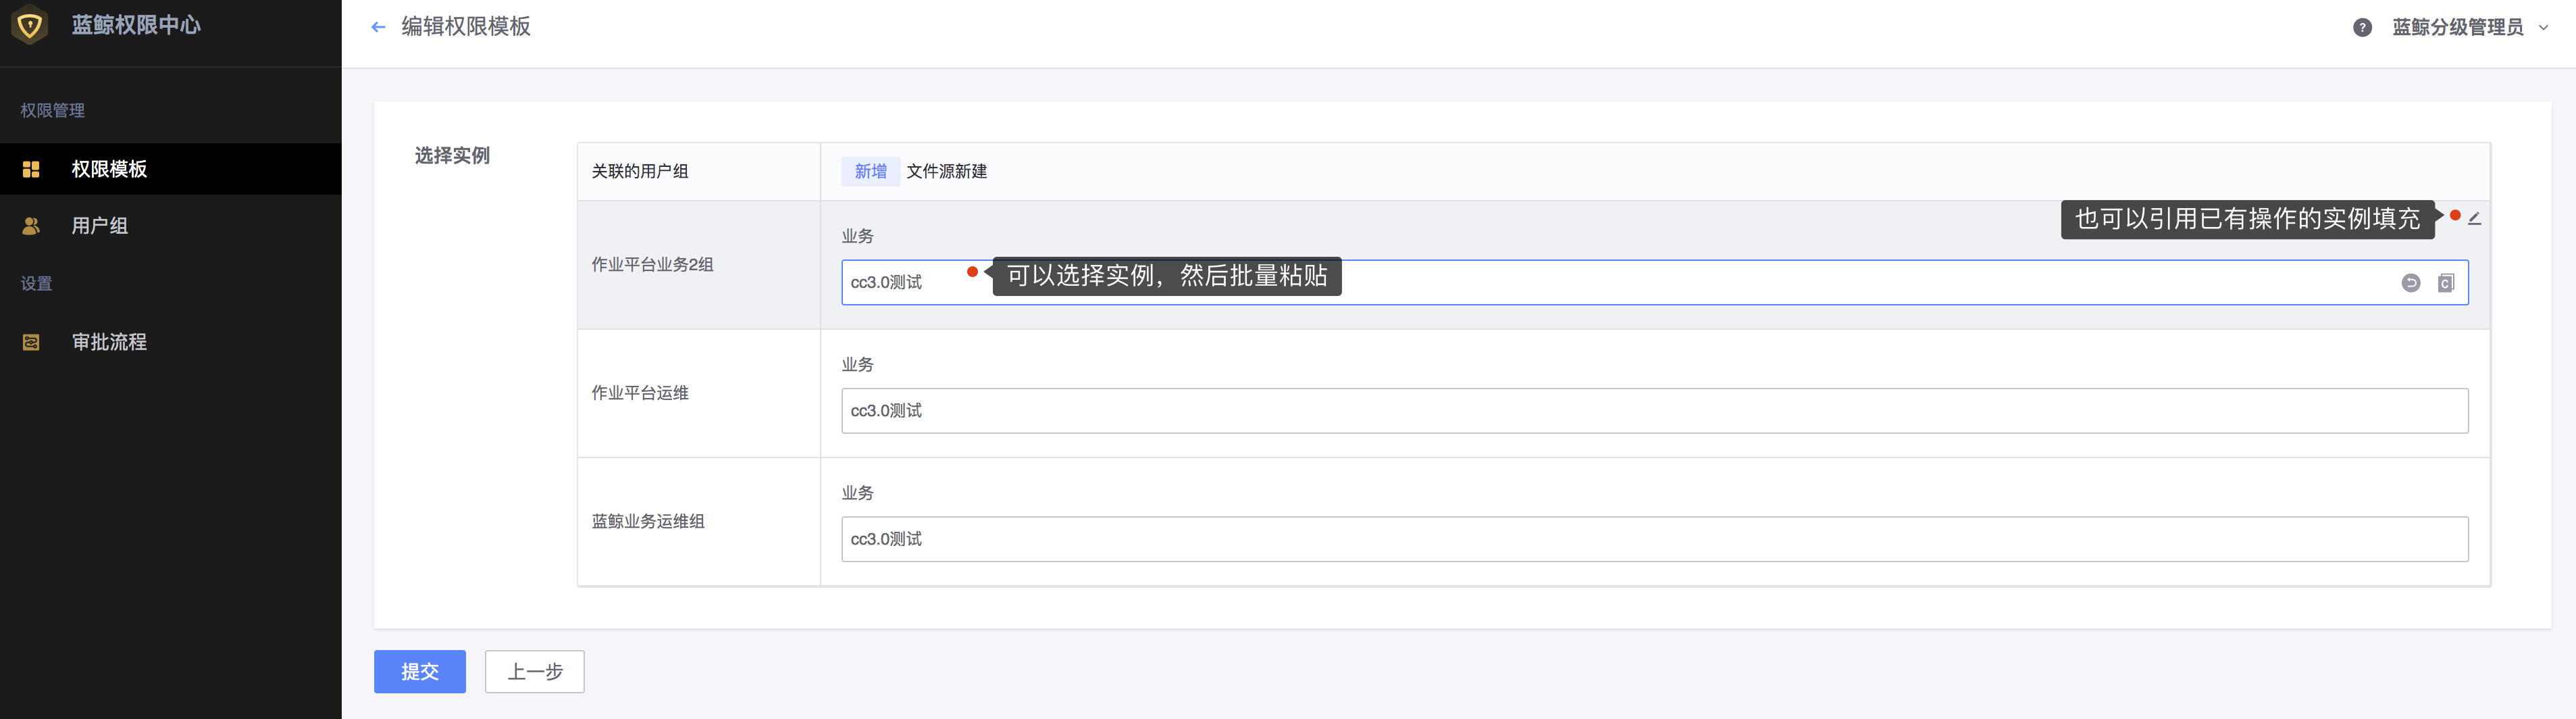 蓝鲸权限中心
编辑权限模板
蓝鲸分级管理员
权限管理
权限模板
用户组
设置
审批流程
选择实例
关联的用户组
新增 文件源新建
也可以引用已有操作的实例填充
作业平台业务2组
业务
cc3.0测试
可以选择实例，然后批量粘贴
作业平台运维
业务
cc3.0测试
蓝鲸业务运维组
业务
cc3.0测试
提交
上一步